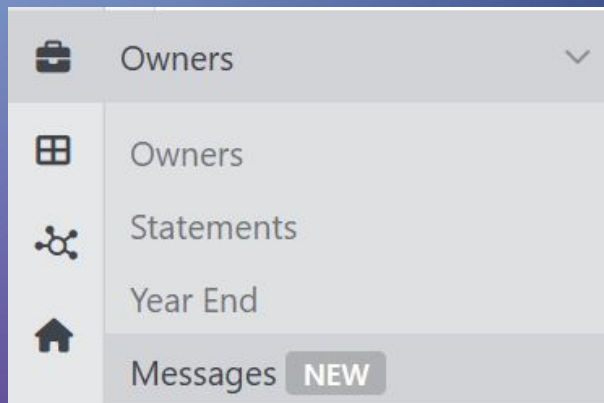 Owners
Owners
Statements
Year End
Messages NEW